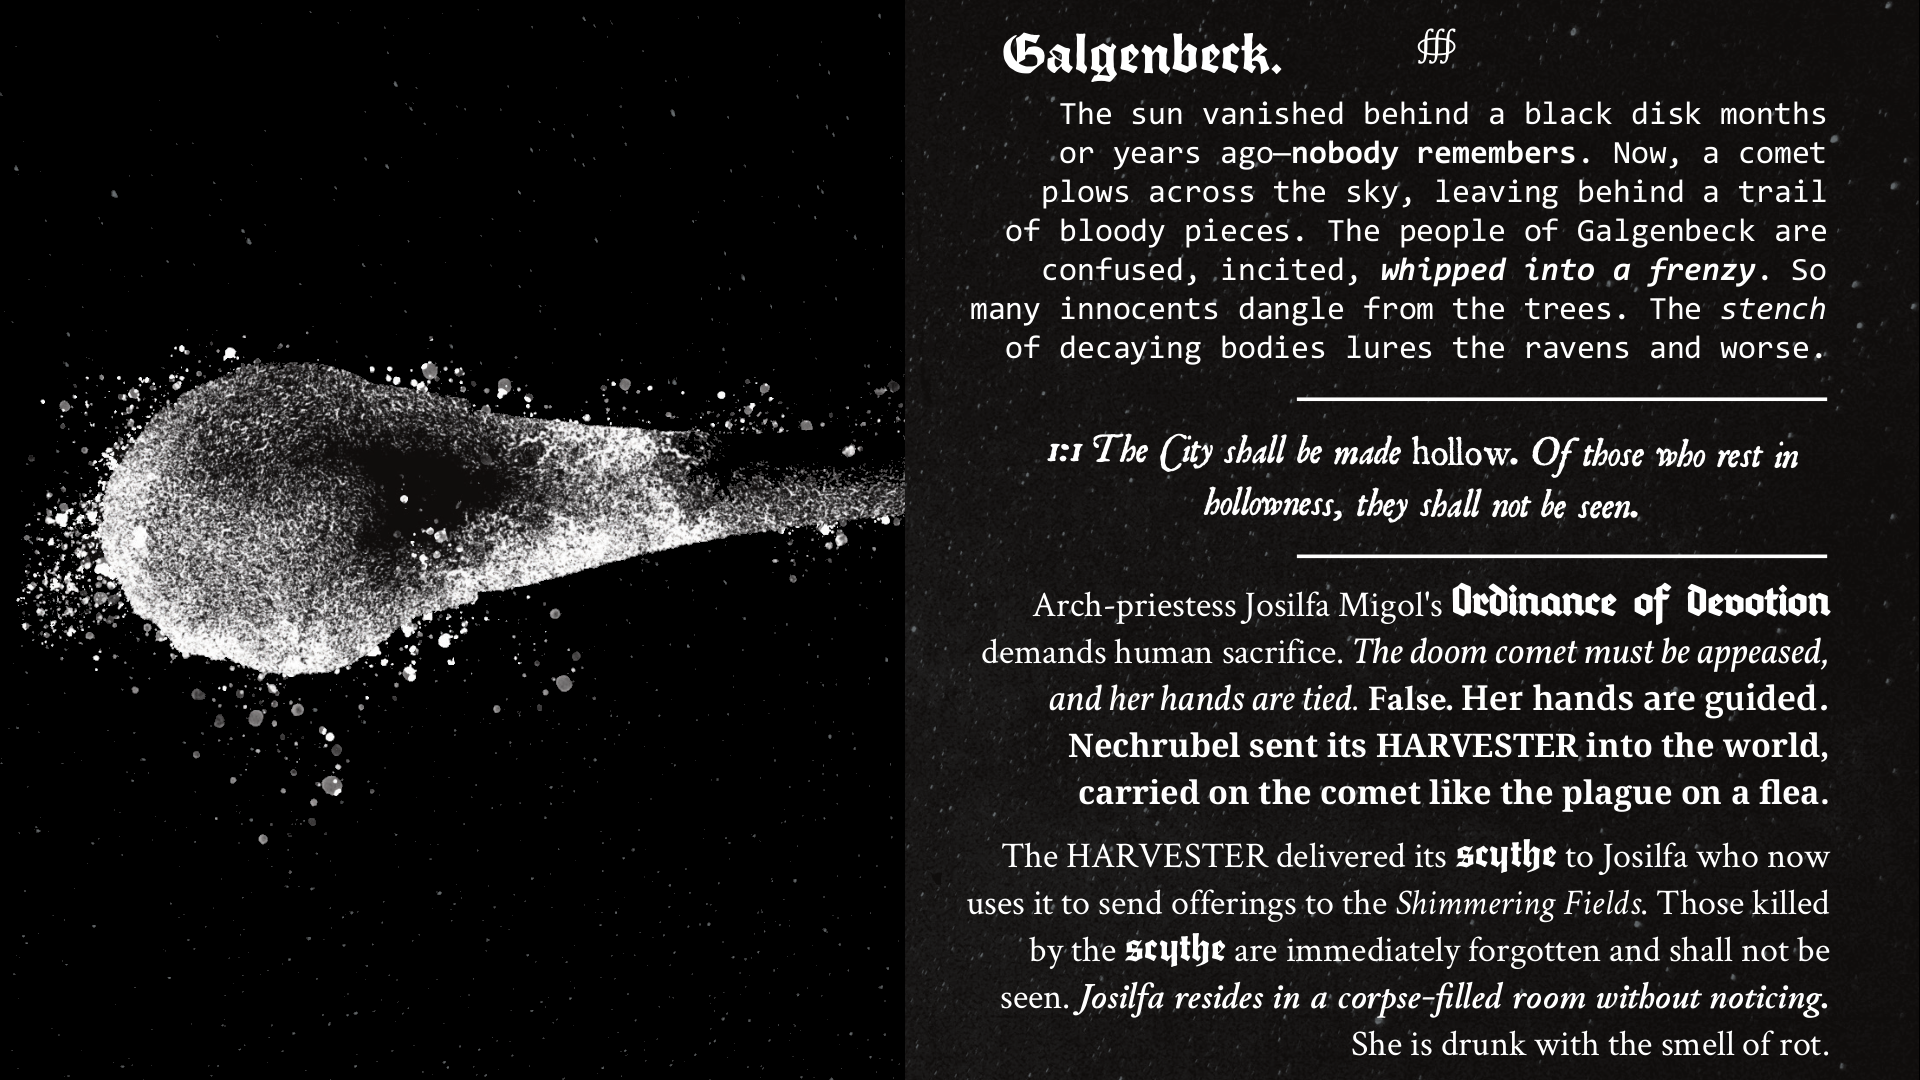 Galgenbeck.
The sun vanished behind a black disk months
or years ago—nobody remembers. Now, a comet
plows across the sky, leaving behind a trail
of bloody pieces. The people of Galgenbeck are
confused, incited, whipped into a frenzy. So
many innocents dangle from the trees. The stench
of decaying bodies lures the ravens and worse.
1:1 The City shall be made hollow. Of those who rest in
hollowness, they shall not be seen.
Arch-priestess Josilfa Migol's Ordinance of Devotion
demands human sacrifice. The doom comet must be appeased,
and her hands are tied. False. Her hands are guided.
Nechrubel sent its HARVESTER into the world,
carried on the comet like the plague on a flea.
The HARVESTER delivered its scythe to Josilfa who now
uses it to send offerings to the Shimmering Fields. Those killed
by the scythe are immediately forgotten and shall not be
seen. Josilfa resides in a corpse-filled room without noticing.
She is drunk with the smell of rot.